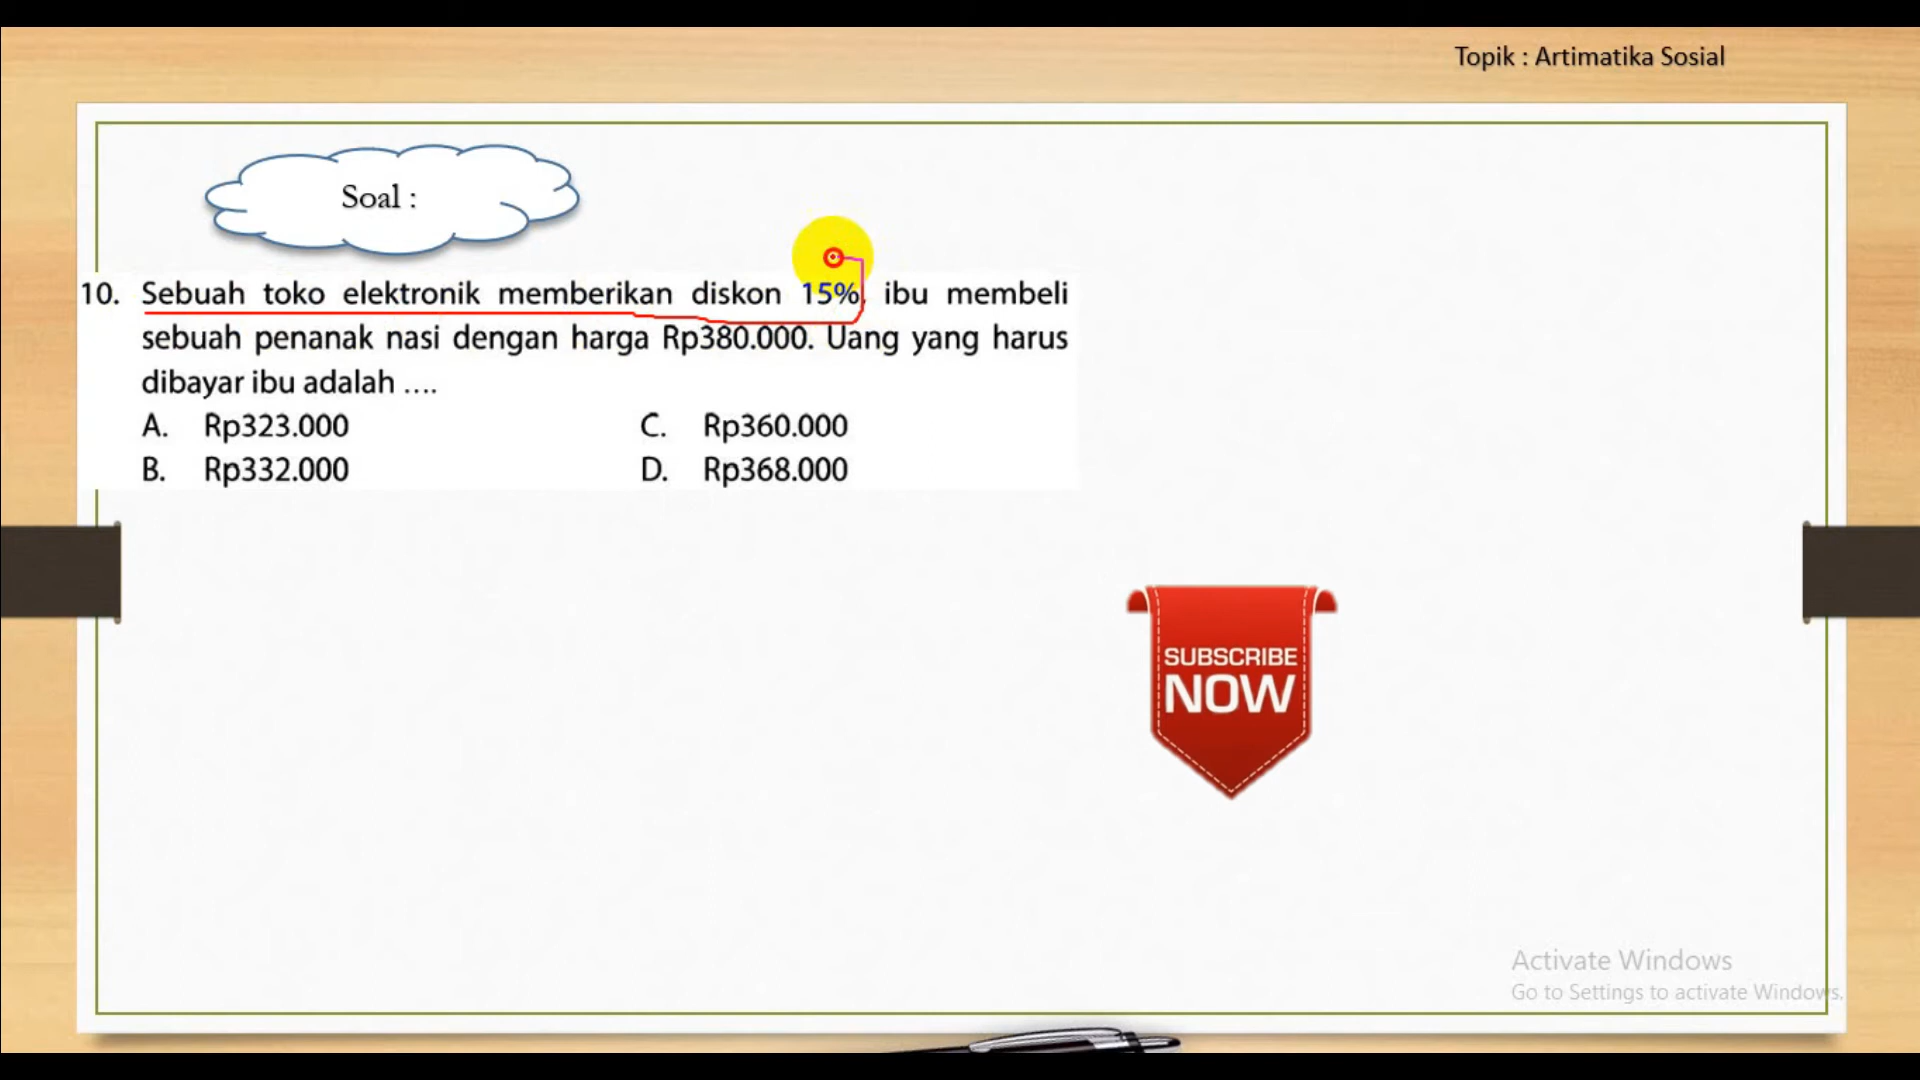 Topik : Artimatika Sosial
Soal :
10. Sebuah toko elektronik memberikan diskon 15%, ibu membeli
sebuah penanak nasi dengan harga Rp380.000. Uang yang harus
dibayar ibu adalah ....
A. Rp323.000 C. Rp360.000
B. Rp332.000 D. Rp368.000
SUBSCRIBE
NOW
Activate Windows
Go to Settings to activate Windows.